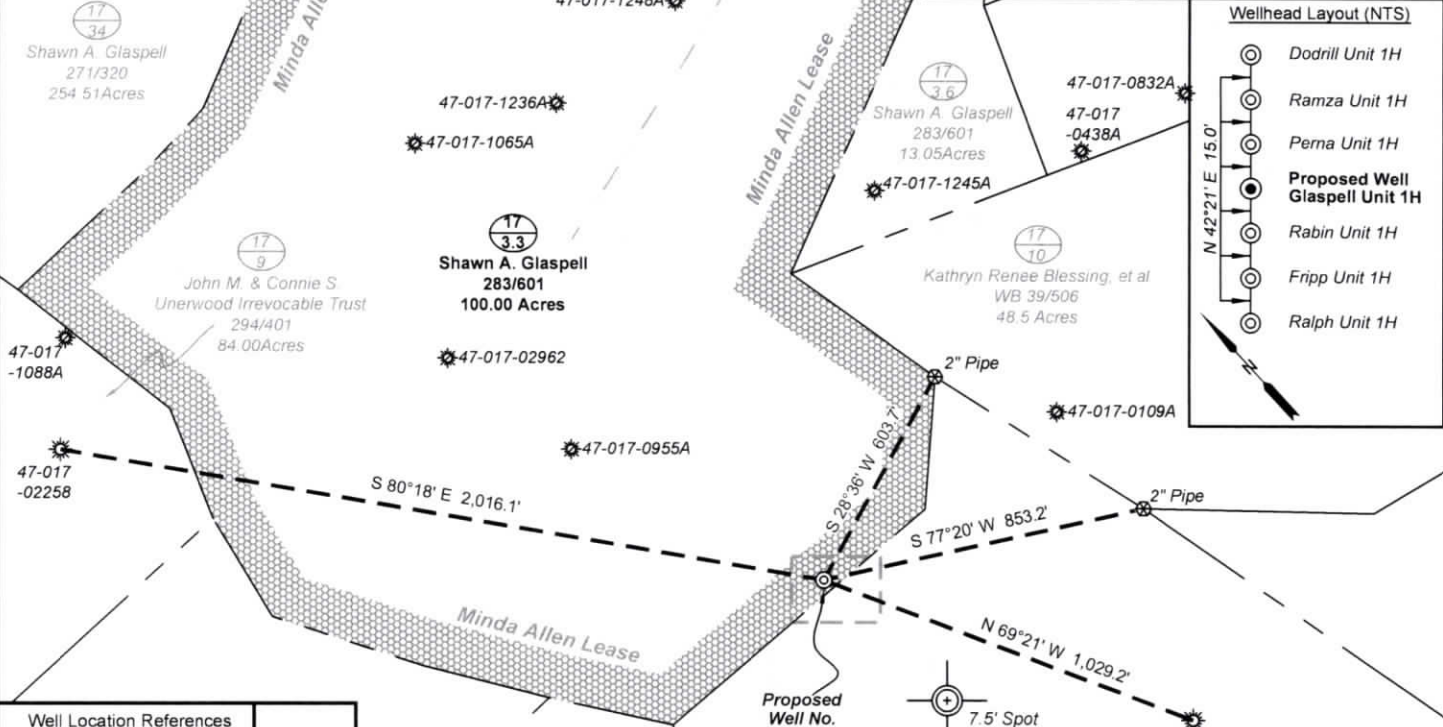 47-017-1248A
17
34
Shawn A. Glaspell
271/320
254.51Acres
Minda Allen
47-017-1236A
47-017-1065A
Minda Allen Lease
17
3.6
Shawn A. Glaspell
283/601
13.05Acres
47-017-1245A
47-017-0832A
47-017
-0438A
17
9
John M. & Connie S.
Unerwood Irrevocable Trust
294/401
84.00Acres
17
3.3
Shawn A. Glaspell
283/601
100.00 Acres
17
10
Kathryn Renee Blessing, et al
WB 39/506
48.5 Acres
47-017
-1088A
47-017-02962
2" Pipe
47-017-0109A
47-017
-02258
47-017-0955A
S 80°18' E 2,016.1'
S 28°36' W 603.7'
S 77°20' W 853.2'
2" Pipe
N 69°21' W 1,029.2'
Minda Allen Lease
Proposed
Well No.
7.5' Spot
Well Location References
Wellhead Layout (NTS)
Dodrill Unit 1H
Ramza Unit 1H
Perna Unit 1H
Proposed Well
Glaspell Unit 1H
Rabin Unit 1H
Fripp Unit 1H
Ralph Unit 1H
N 42°21' E 15.0'
N